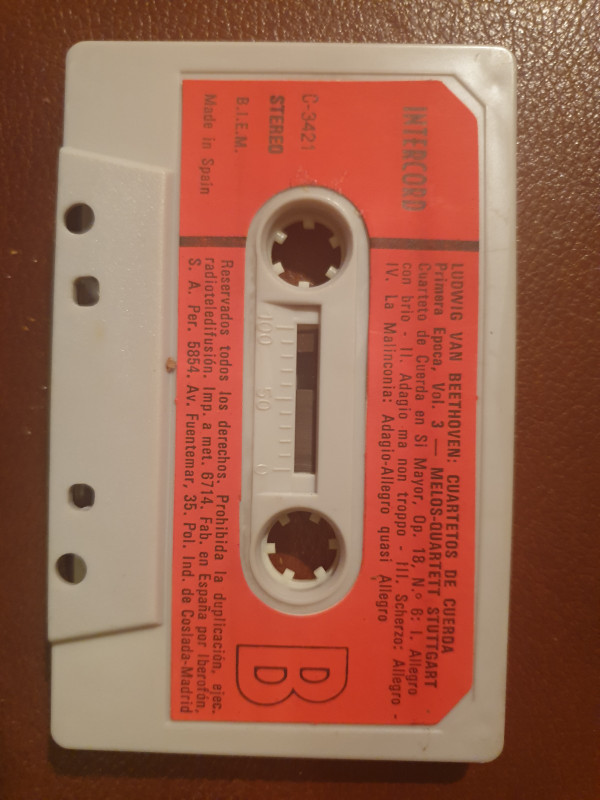 INTERCORD
C-3421
STEREO
B.I.E.M.
Made in Spain
LUDWIG VAN BEETHOVEN: CUARTETOS DE CUERDA
Primera Epoca, Vol. 3 — MELOS-QUARTETT STUTTGART
Cuarteto de Cuerda en Si Mayor, Op. 18, N.º 6: I. Allegro
con brio - II. Adagio ma non troppo - III. Scherzo: Allegro -
IV. La Malinconia: Adagio-Allegro quasi Allegro
100 50 0
B
Reservados todos los derechos. Prohibida la duplicación, ejec.
radioteledifusión. Imp. a met. 6714. Fab. en España por Iberofón,
S. A. Per. 5854. Av. Fuentemar, 35. Pol. Ind. de Coslada-Madrid